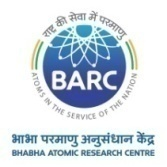 राष्ट्र की सेवा में परमाणु
BARC
ATOMS IN THE SERVICE OF THE NATION
भाभा परमाणु अनुसंधान केंद्र
BHABHA ATOMIC RESEARCH CENTRE